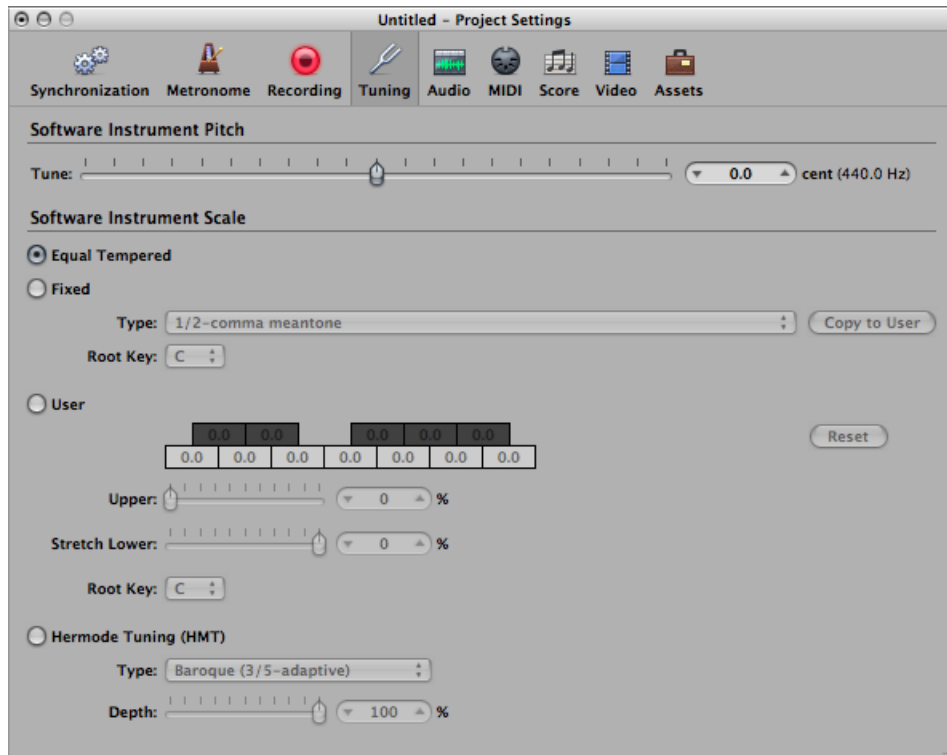 Untitled – Project Settings
Synchronization Metronome Recording Tuning Audio MIDI Score Video Assets
Software Instrument Pitch
Tune: 0.0 cent (440.0 Hz)
Software Instrument Scale
Equal Tempered
Fixed
Type: 1/2-comma meantone Copy to User
Root Key: C
User
0.0 0.0 0.0 0.0 0.0 Reset
0.0 0.0 0.0 0.0 0.0 0.0 0.0
Upper: 0 %
Stretch Lower: 0 %
Root Key: C
Hermode Tuning (HMT)
Type: Baroque (3/5-adaptive)
Depth: 100 %